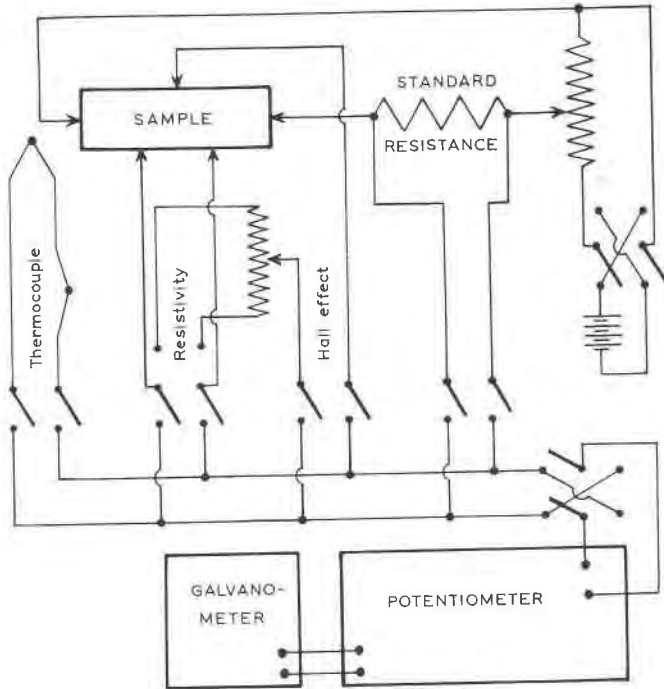 STANDARD
SAMPLE
RESISTANCE
Thermocouple
Resistivity
Hall effect
GALVANO-
METER
POTENTIOMETER